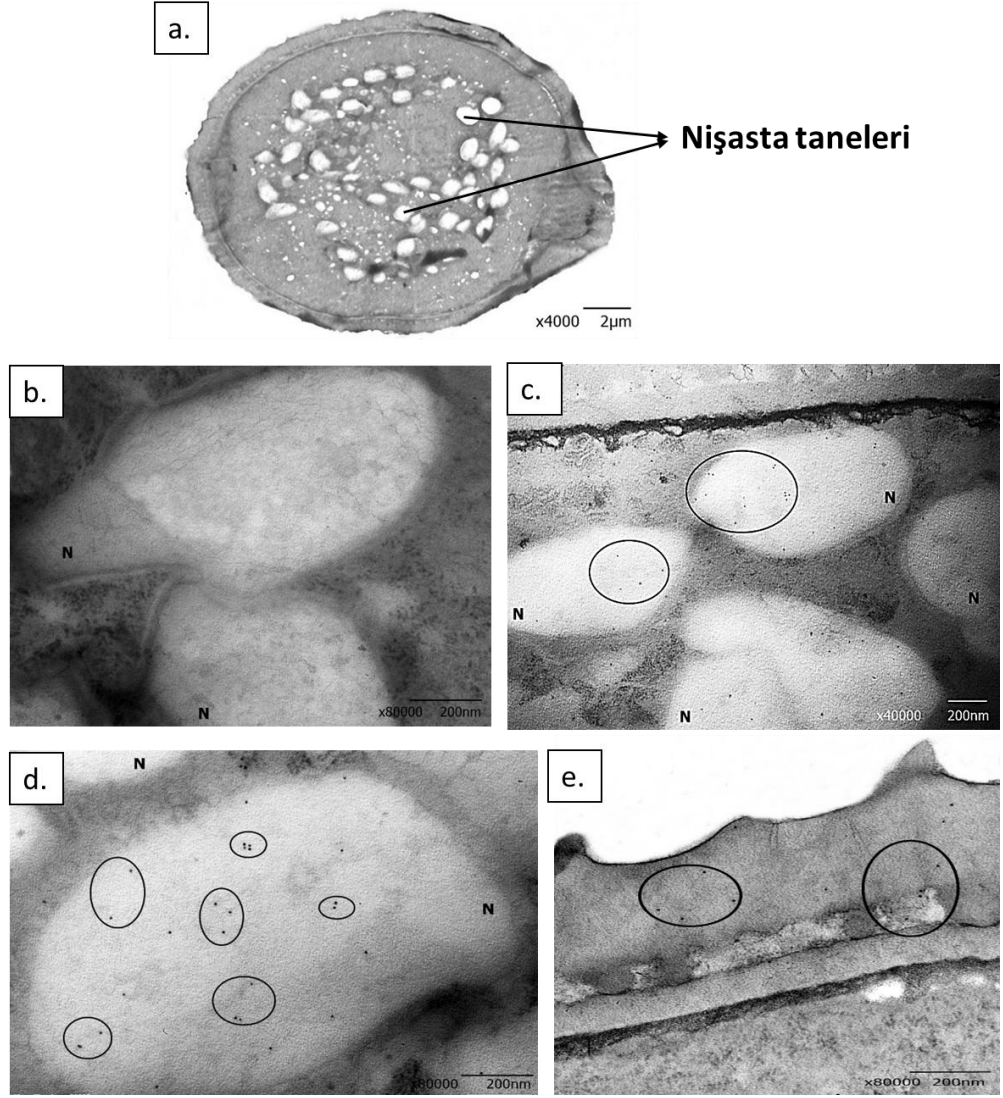 a.
Nişasta taneleri
x4000 2µm
b.
N
N
x80000 200nm
c.
N
N
N
N
x40000 200nm
d.
N
N
x80000 200nm
e.
x80000 200nm